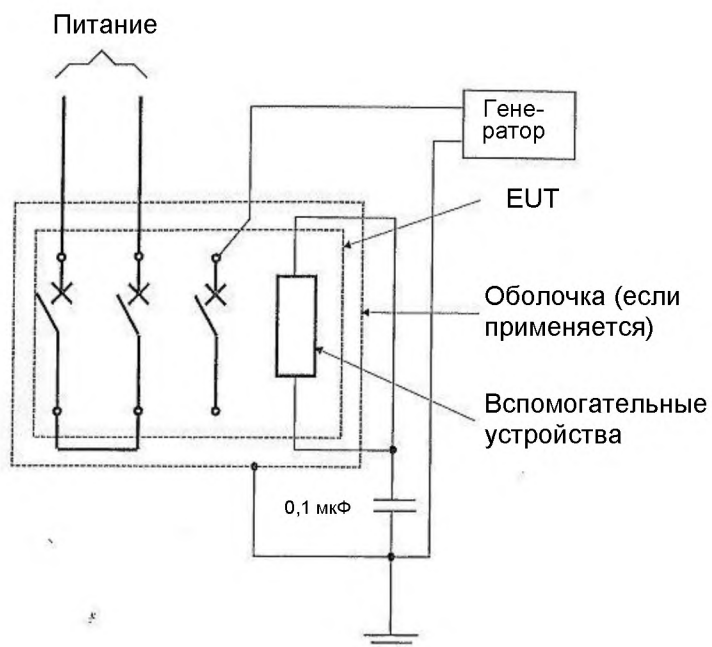 Питание
Гене-
ратор
EUT
Оболочка (если
применяется)
Вспомогательные
устройства
0,1 мкФ